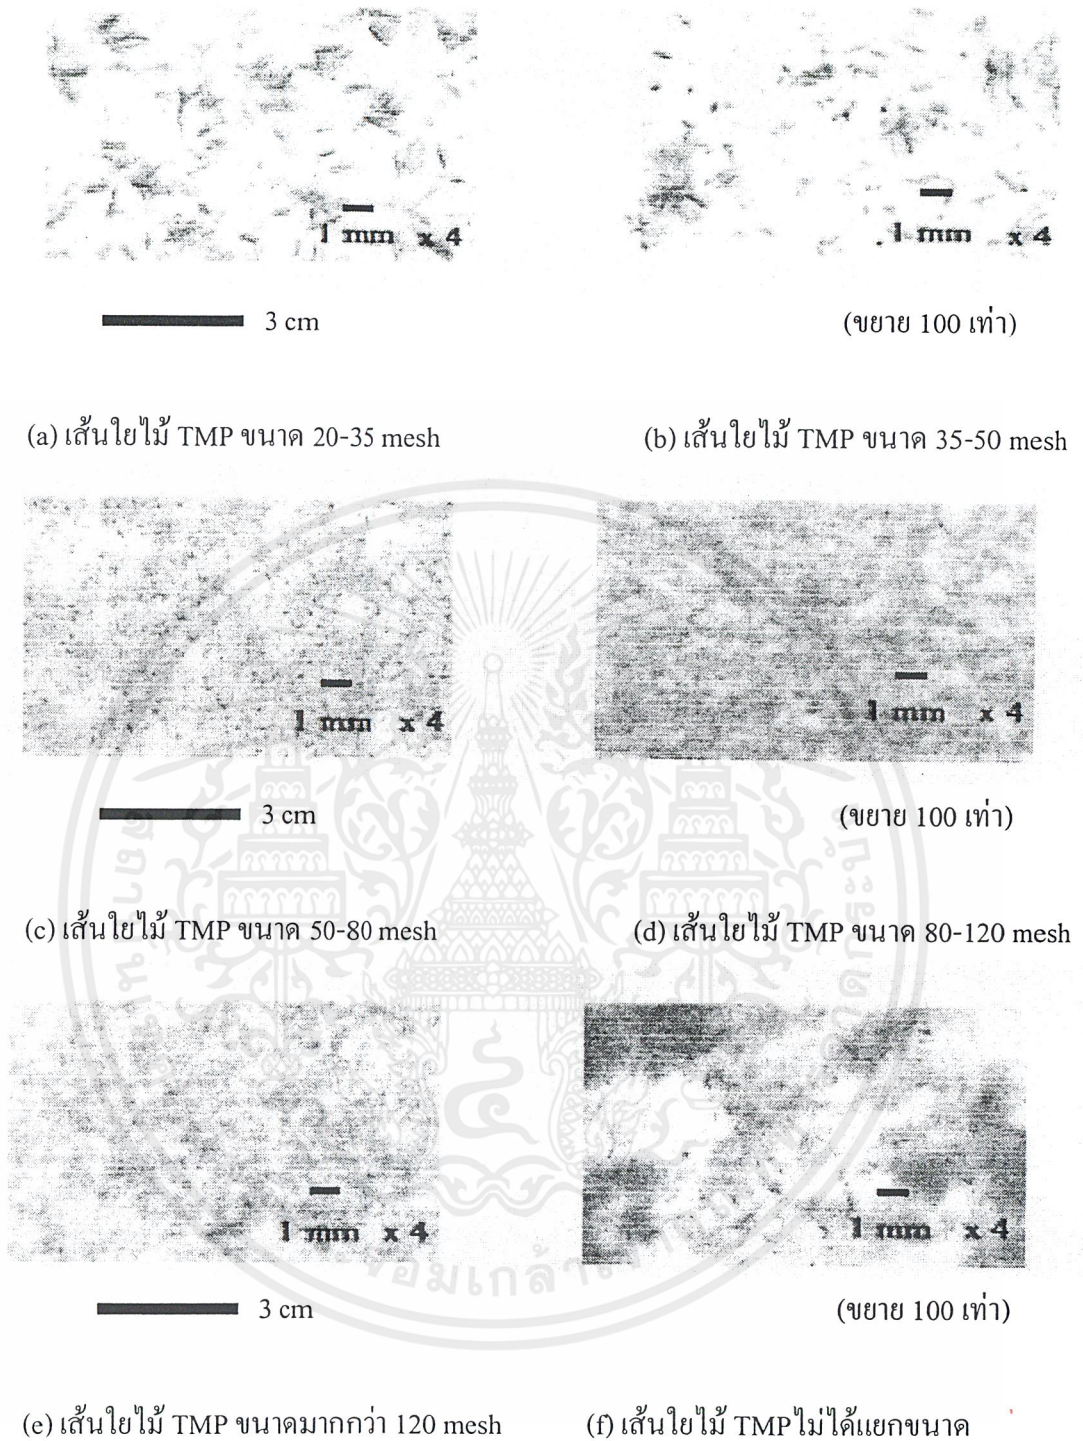 1 mm x 4
1 mm x 4
3 cm
(ขยาย 100 เท่า)
(a) เส้นใยไม้ TMP ขนาด 20-35 mesh
(b) เส้นใยไม้ TMP ขนาด 35-50 mesh
1 mm x 4
1 mm x 4
3 cm
(ขยาย 100 เท่า)
(c) เส้นใยไม้ TMP ขนาด 50-80 mesh
(d) เส้นใยไม้ TMP ขนาด 80-120 mesh
1 mm x 4
1 mm x 4
3 cm
(ขยาย 100 เท่า)
(e) เส้นใยไม้ TMP ขนาดมากกว่า 120 mesh
(f) เส้นใยไม้ TMP ไม่ได้แยกขนาด